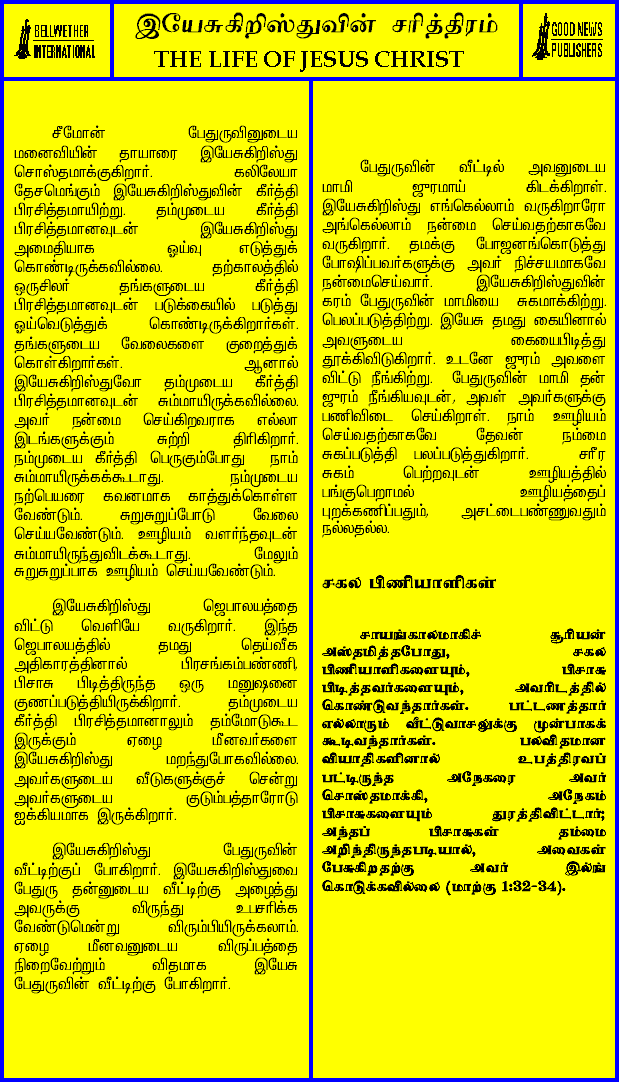 BELLWETHER
INTERNATIONAL
இயேசுகிறிஸ்துவின் சரித்திரம்
THE LIFE OF JESUS CHRIST
GOOD NEWS
PUBLISHERS
சீமோன் பேதுருவினுடைய
மனைவியின் தாயாரை இயேசுகிறிஸ்து
சொஸ்தமாக்குகிறார். கலிலேயா
தேசமெங்கும் இயேசுகிறிஸ்துவின் கீர்த்தி
பிரசித்தமாயிற்று. தம்முடைய கீர்த்தி
பிரசித்தமானவுடன் இயேசுகிறிஸ்து
அமைதியாக ஓய்வு எடுத்துக்
கொண்டிருக்கவில்லை. தற்காலத்தில்
ஒருசிலர் தங்களுடைய கீர்த்தி
பிரசித்தமானவுடன் படுக்கையில் படுத்து
ஓய்வெடுத்துக் கொண்டிருக்கிறார்கள்.
தங்களுடைய வேலைகளை குறைத்துக்
கொள்கிறார்கள். ஆனால்
இயேசுகிறிஸ்துவோ தம்முடைய கீர்த்தி
பிரசித்தமானவுடன் சும்மாயிருக்கவில்லை.
அவர் நன்மை செய்கிறவராக எல்லா
இடங்களுக்கும் சுற்றி திரிகிறார்.
நம்முடைய கீர்த்தி பெருகும்போது நாம்
சும்மாயிருக்கக்கூடாது. நம்முடைய
நற்பெயரை கவனமாக காத்துக்கொள்ள
வேண்டும். சுறுசுறுப்போடு வேலை
செய்யவேண்டும். ஊழியம் வளர்ந்தவுடன்
சும்மாயிருந்துவிடக்கூடாது. மேலும்
சுறுசுறுப்பாக ஊழியம் செய்யவேண்டும்.
இயேசுகிறிஸ்து ஜெபாலயத்தை
விட்டு வெளியே வருகிறார். இந்த
ஜெபாலயத்தில் தமது தெய்வீக
அதிகாரத்தினால் பிரசங்கம்பண்ணி,
பிசாசு பிடித்திருந்த ஒரு மனுஷனை
குணப்படுத்தியிருக்கிறார். தம்முடைய
கீர்த்தி பிரசித்தமானாலும் தம்மோடுகூட
இருக்கும் ஏழை மீனவர்களை
இயேசுகிறிஸ்து மறந்துபோகவில்லை.
அவர்களுடைய வீடுகளுக்குச் சென்று
அவர்களுடைய குடும்பத்தாரோடு
ஐக்கியமாக இருக்கிறார்.
இயேசுகிறிஸ்து பேதுருவின்
வீட்டிற்குப் போகிறார். இயேசுகிறிஸ்துவை
பேதுரு தன்னுடைய வீட்டிற்கு அழைத்து
அவருக்கு விருந்து உபசரிக்க
வேண்டுமென்று விரும்பியிருக்கலாம்.
ஏழை மீனவனுடைய விருப்பத்தை
நிறைவேற்றும் விதமாக இயேசு
பேதுருவின் வீட்டிற்கு போகிறார்.
பேதுருவின் வீட்டில் அவனுடைய
மாமி ஜுரமாய் கிடக்கிறாள்.
இயேசுகிறிஸ்து எங்கெல்லாம் வருகிறாரோ
அங்கெல்லாம் நன்மை செய்வதற்காகவே
வருகிறார். தமக்கு போஜனங்கொடுத்து
போஷிப்பவர்களுக்கு அவர் நிச்சயமாகவே
நன்மைசெய்வார். இயேசுகிறிஸ்துவின்
கரம் பேதுருவின் மாமியை சுகமாக்கிற்று.
பெலப்படுத்திற்று. இயேசு தமது கையினால்
அவளுடைய கையைபிடித்து
தூக்கிவிடுகிறார். உடனே ஜுரம் அவளை
விட்டு நீங்கிற்று. பேதுருவின் மாமி தன்
ஜுரம் நீங்கியவுடன், அவள் அவர்களுக்கு
பணிவிடை செய்கிறாள். நாம் ஊழியம்
செய்வதற்காகவே தேவன் நம்மை
சுகப்படுத்தி பலப்படுத்துகிறார். சரீர
சுகம் பெற்றவுடன் ஊழியத்தில்
பங்குபெறாமல் ஊழியத்தைப்
புறக்கணிப்பதும், அசட்டைபண்ணுவதும்
நல்லதல்ல.
சகல பிணியாளிகள்
சாயங்காலமாகிச் சூரியன்
அஸ்தமித்தபோது, சகல
பிணியாளிகளையும், பிசாசு
பிடித்தவர்களையும், அவரிடத்தில்
கொண்டுவந்தார்கள். பட்டணத்தார்
எல்லாரும் வீட்டுவாசலுக்கு முன்பாகக்
கூடிவந்தார்கள். பலவிதமான
வியாதிகளினால் உபத்திரவப்
பட்டிருந்த அநேகரை அவர்
சொஸ்தமாக்கி, அநேகம்
பிசாசுகளையும் துரத்திவிட்டார்;
அந்தப் பிசாசுகள் தம்மை
அறிந்திருந்தபடியால், அவைகள்
பேசுகிறதற்கு அவர் இல்ங்
கொடுக்கவில்லை (மாற்கு 1:32-34).